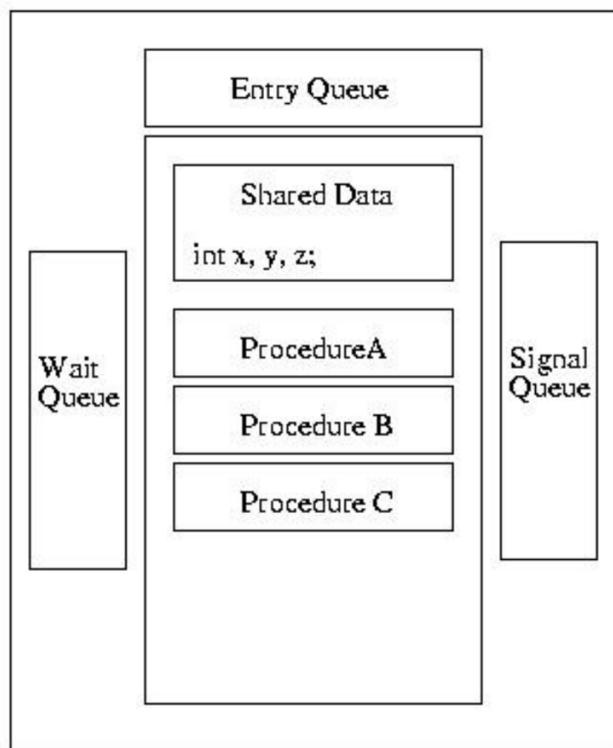 Entry Queue
Shared Data
int x, y, z;
Wait
Queue
ProcedureA
Procedure B
Procedure C
Signal
Queue